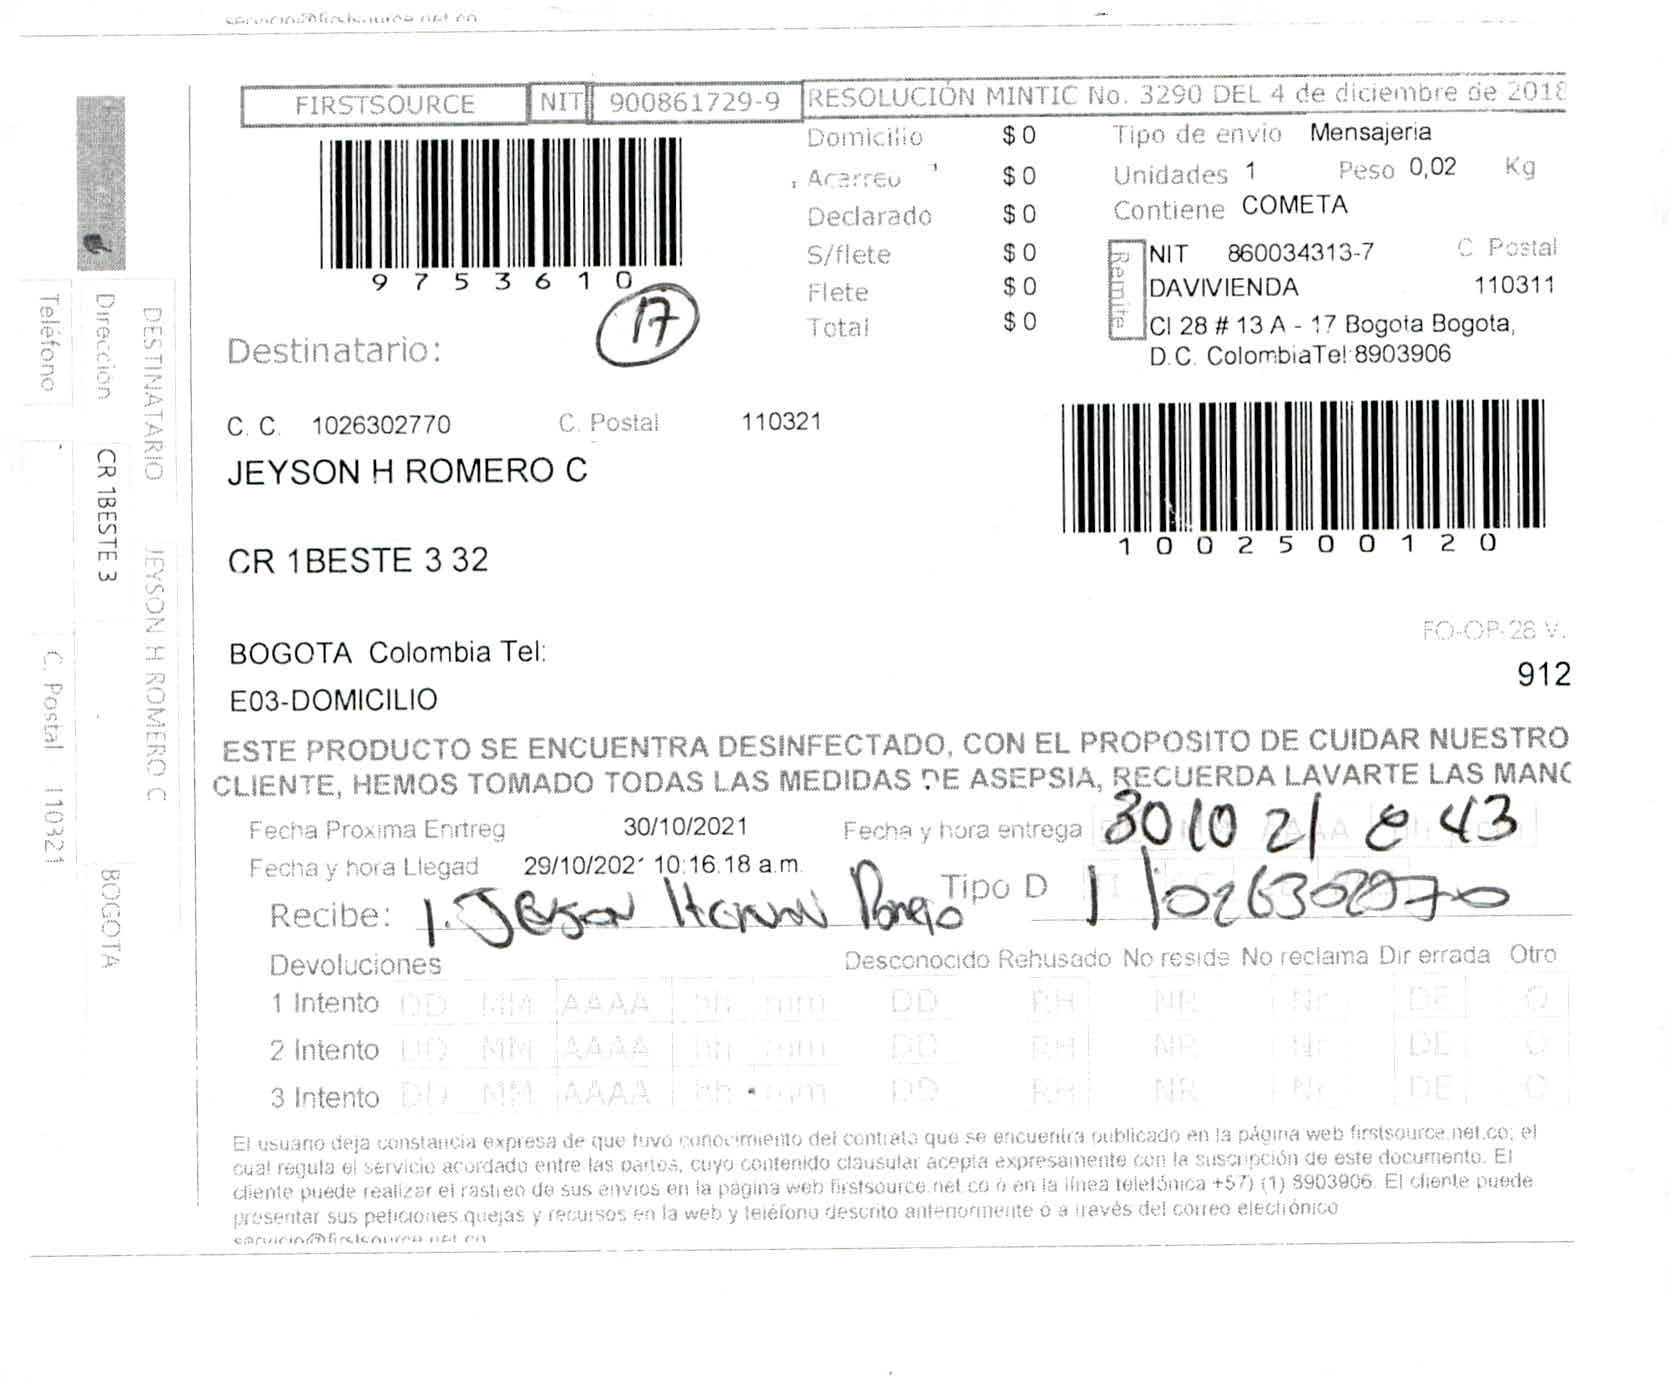 FIRSTSOURCE NIT 900861729-9 RESOLUCIÓN MINTIC No. 3290 DEL 4 de diciembre de 2018
9753610
17
Domicilio $ 0
Acarreo $ 0
Declarado $ 0
S/flete $ 0
Flete $ 0
Total $ 0
Tipo de envio Mensajeria
Unidades 1 Peso 0,02 Kg
Contiene COMETA
Remite
NIT 860034313-7 C Postal
DAVIVIENDA 110311
Cl 28 # 13 A - 17 Bogota Bogota,
D.C. ColombiaTel:8903906
Destinatario:
C. C. 1026302770 C. Postal 110321
JEYSON H ROMERO C
CR 1BESTE 3 32
1002500120
BOGOTA Colombia Tel:
E03-DOMICILIO
FO-OP-28 V.
912
ESTE PRODUCTO SE ENCUENTRA DESINFECTADO, CON EL PROPOSITO DE CUIDAR NUESTRO
CLIENTE, HEMOS TOMADO TODAS LAS MEDIDAS DE ASEPSIA, RECUERDA LAVARTE LAS MANO
Fecha Proxima Enrtreg 30/10/2021 Fecha y hora entrega 30 10 21 8 43
Fecha y hora Llegad 29/10/2021 10:16.18 a.m.
Recibe: Jeyson Tipo D
Devoluciones Desconocido Rehusado No reside No reclama Dir errada Otro
1 Intento DD MM AAAA hh mm DD RH NR Nr DE O
2 Intento DD MM AAAA hh mm DD RH NR Nr DE O
3 Intento DD MM AAAA hh mm DD RH NR Nr DE O
El usuario deja constancia expresa de que tuvo conocimiento del contrato que se encuentra publicado en la página web firstsource.net.co; el
cual regula el servicio acordado entre las partes, cuyo contenido clausular acepta expresamente con la suscripción de este documento. El
cliente puede realizar el rastreo de sus envios en la pagina web firstsource.net.co ó en la línea telefónica +57) (1) 8903906. El cliente puede
presentar sus peticiones quejas y recursos en la web y teléfono descrito anteriormente ó a través del correo electrónico
servicio@firstsource.net.co
DESTINATARIO JEYSON H ROMERO C
Dirección CR 1BESTE 3 BOGOTA
Teléfono C. Postal 110321